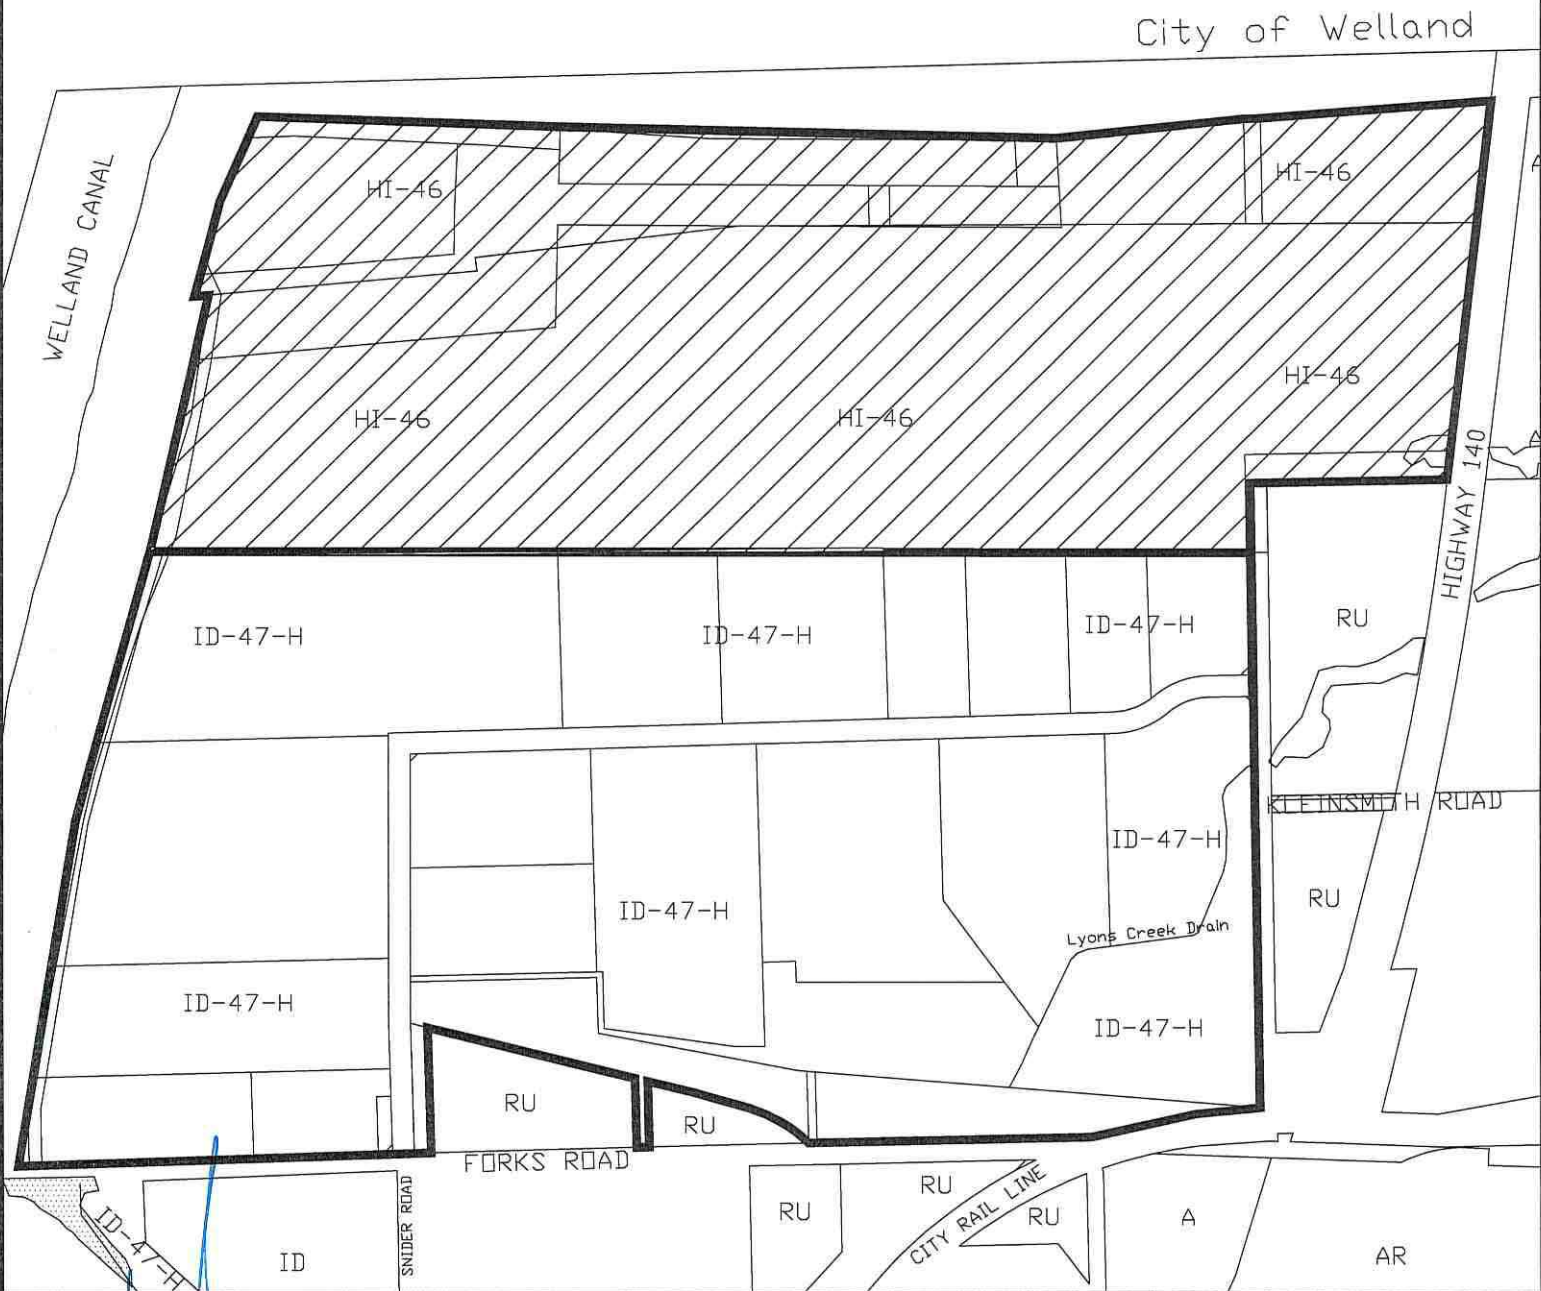 City of Welland
WELLAND CANAL
HI-46
HI-46
A
HI-46
HI-46
HI-46
A
HIGHWAY 140
ID-47-H
ID-47-H
ID-47-H
RU
KLEINSMITH ROAD
ID-47-H
RU
ID-47-H
Lyons Creek Drain
ID-47-H
ID-47-H
RU
RU
FORKS ROAD
SNIDER ROAD
ID-47-H
ID
RU
RU
CITY RAIL LINE
RU
A
AR